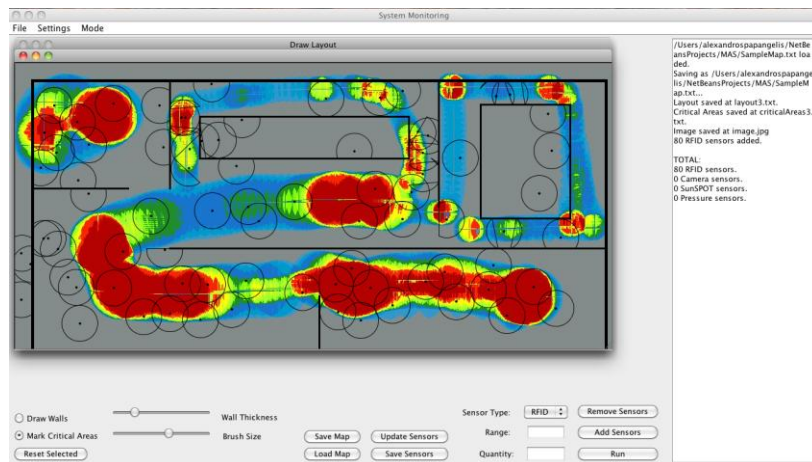 System Monitoring
File Settings Mode
Draw Layout
/Users/alexandrospapangelis/NetBe
ansProjects/MAS/SampleMap.txt loa
ded.
Saving as /Users/alexandrospapange
lis/NetBeansProjects/MAS/SampleM
ap.txt...
Layout saved at layout3.txt.
Critical Areas saved at criticalAreas3.
txt.
Image saved at image.jpg
80 RFID sensors added.
TOTAL:
80 RFID sensors.
0 Camera sensors.
0 SunSPOT sensors.
0 Pressure sensors.
Draw Walls Wall Thickness Sensor Type: RFID Remove Sensors
Mark Critical Areas Brush Size Save Map Update Sensors Range: Add Sensors
Reset Selected Load Map Save Sensors Quantity: Run